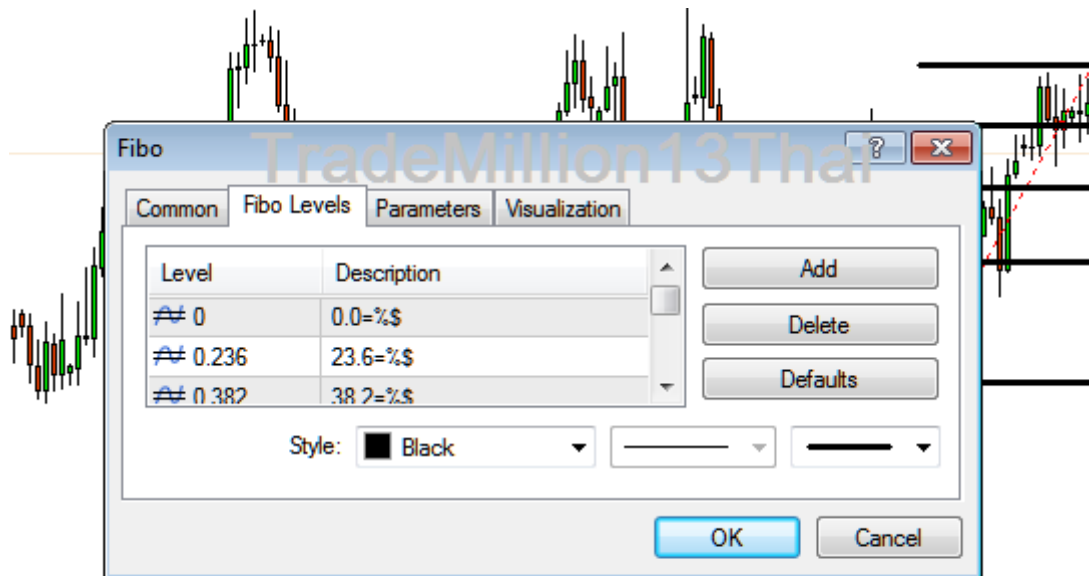 TradeMillion13Thai
Fibo
?
Common Fibo Levels Parameters Visualization
Level Description
0 0.0=%$
0.236 23.6=%$
0.382 38.2=%$
Add
Delete
Defaults
Style: Black
OK Cancel